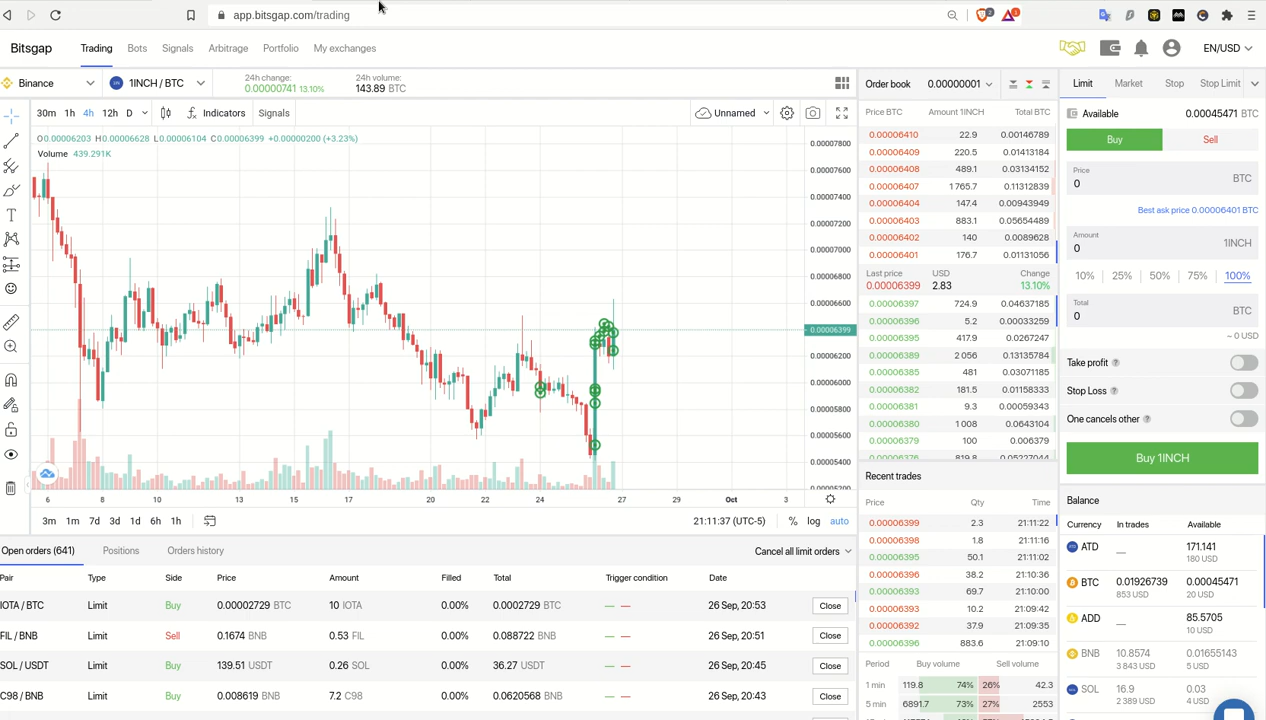 app.bitsgap.com/trading
2
1
Bitsgap Trading Bots Signals Arbitrage Portfolio My exchanges EN/USD
Binance 1INCH / BTC 24h change: 24h volume:
0.00000741 13.10% 143.89 BTC
30m 1h 4h 12h D Indicators Signals Unnamed
O0.00006203 H0.00006628 L0.00006104 C0.00006399 +0.00000200 (+3.23%)
Volume 439.291K
0.00007800
0.00007600
0.00007400
0.00007200
0.00007000
0.00006800
0.00006600
0.00006399
0.00006200
0.00006000
0.00005800
0.00005600
0.00005400
0.00005200
6 8 10 13 15 17 20 22 24 27 29 Oct 3
3m 1m 7d 3d 1d 6h 1h 21:11:37 (UTC-5) % log auto
Open orders (641) Positions Orders history Cancel all limit orders
Pair Type Side Price Amount Filled Total Trigger condition Date
IOTA / BTC Limit Buy 0.00002729 BTC 10 IOTA 0.00% 0.0002729 BTC — — 26 Sep, 20:53 Close
FIL / BNB Limit Sell 0.1674 BNB 0.53 FIL 0.00% 0.088722 BNB — — 26 Sep, 20:51 Close
SOL / USDT Limit Buy 139.51 USDT 0.26 SOL 0.00% 36.27 USDT — — 26 Sep, 20:45 Close
C98 / BNB Limit Buy 0.008619 BNB 7.2 C98 0.00% 0.0620568 BNB — — 26 Sep, 20:43 Close
Order book 0.00000001
Price BTC Amount 1INCH Total BTC
0.00006410 22.9 0.00146789
0.00006409 220.5 0.01413184
0.00006408 489.1 0.03134152
0.00006407 1 765.7 0.11312839
0.00006404 147.4 0.00943949
0.00006403 883.1 0.05654489
0.00006402 140 0.0089628
0.00006401 176.7 0.01131056
Last price USD Change
0.00006399 2.83 13.10%
0.00006397 724.9 0.04637185
0.00006396 5.2 0.00033259
0.00006395 417.9 0.0267247
0.00006389 2 056 0.13135784
0.00006385 481 0.03071185
0.00006382 181.5 0.01158333
0.00006381 9.3 0.00059343
0.00006380 1 008 0.0643104
0.00006379 100 0.006379
0.00006376 819.8 0.05227044
Recent trades
Price Qty Time
0.00006399 2.3 21:11:22
0.00006398 1.8 21:11:16
0.00006395 50.1 21:11:02
0.00006396 38.2 21:10:36
0.00006393 69.7 21:10:00
0.00006393 10.2 21:09:42
0.00006392 37.9 21:09:35
0.00006396 883.6 21:09:10
Period Buy volume Sell volume
1 min 119.8 74% 26% 42.3
5 min 6891.7 73% 27% 2553
Limit Market Stop Stop Limit
Available 0.00045471 BTC
Buy Sell
Price
0 BTC
Best ask price 0.00006401 BTC
Amount
0 1INCH
10% 25% 50% 75% 100%
Total
0 BTC
~ 0 USD
Take profit ?
Stop Loss ?
One cancels other ?
Buy 1INCH
Balance
Currency In trades Available
ATD — 171.141
180 USD
BTC 0.01926739 0.00045471
853 USD 20 USD
ADD — 85.5705
10 USD
BNB 10.8574 0.01655143
3 843 USD 5 USD
SOL 16.9 0.03
2 389 USD 4 USD